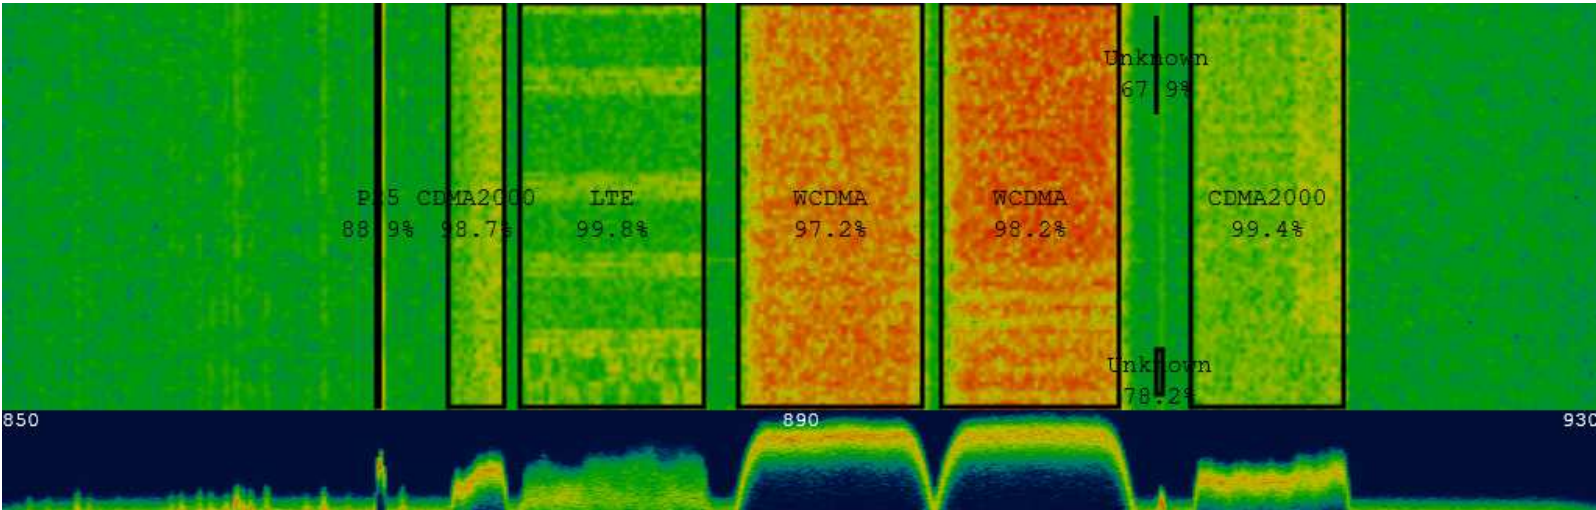 Unknown
67.9%
P25 CDMA2000 LTE WCDMA WCDMA CDMA2000
88.9% 98.7% 99.8% 97.2% 98.2% 99.4%
Unknown
78.2%
850 890 930